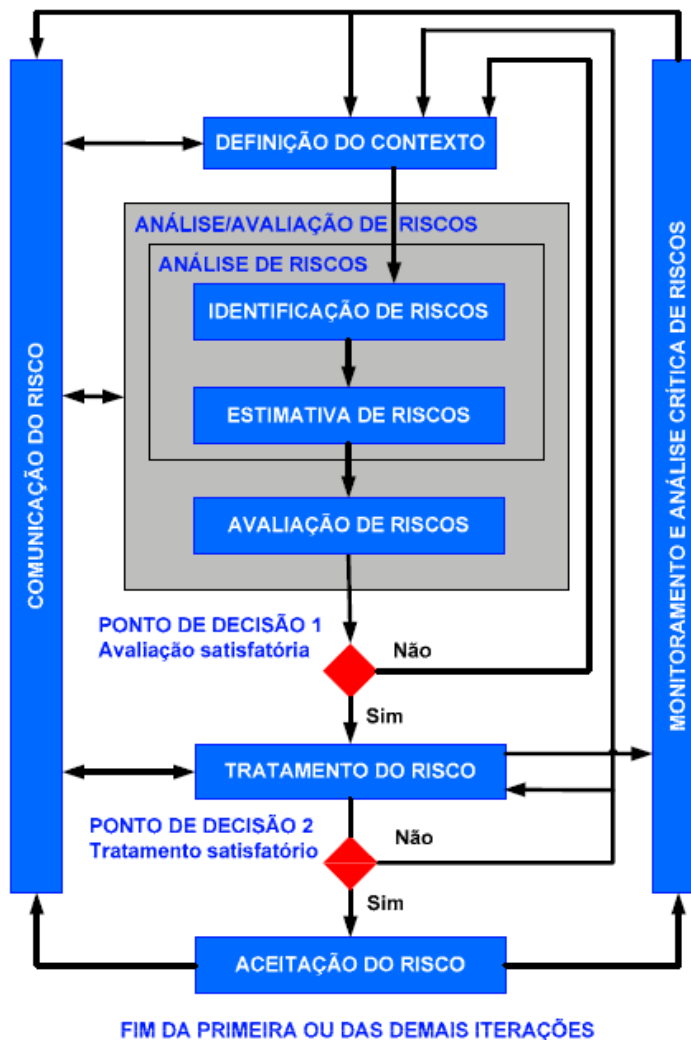 DEFINIÇÃO DO CONTEXTO
ANÁLISE/AVALIAÇÃO DE RISCOS
ANÁLISE DE RISCOS
IDENTIFICAÇÃO DE RISCOS
ESTIMATIVA DE RISCOS
AVALIAÇÃO DE RISCOS
COMUNICAÇÃO DO RISCO
MONITORAMENTO E ANÁLISE CRÍTICA DE RISCOS
PONTO DE DECISÃO 1
Avaliação satisfatória
Não
Sim
TRATAMENTO DO RISCO
PONTO DE DECISÃO 2
Tratamento satisfatório
Não
Sim
ACEITAÇÃO DO RISCO
FIM DA PRIMEIRA OU DAS DEMAIS ITERAÇÕES